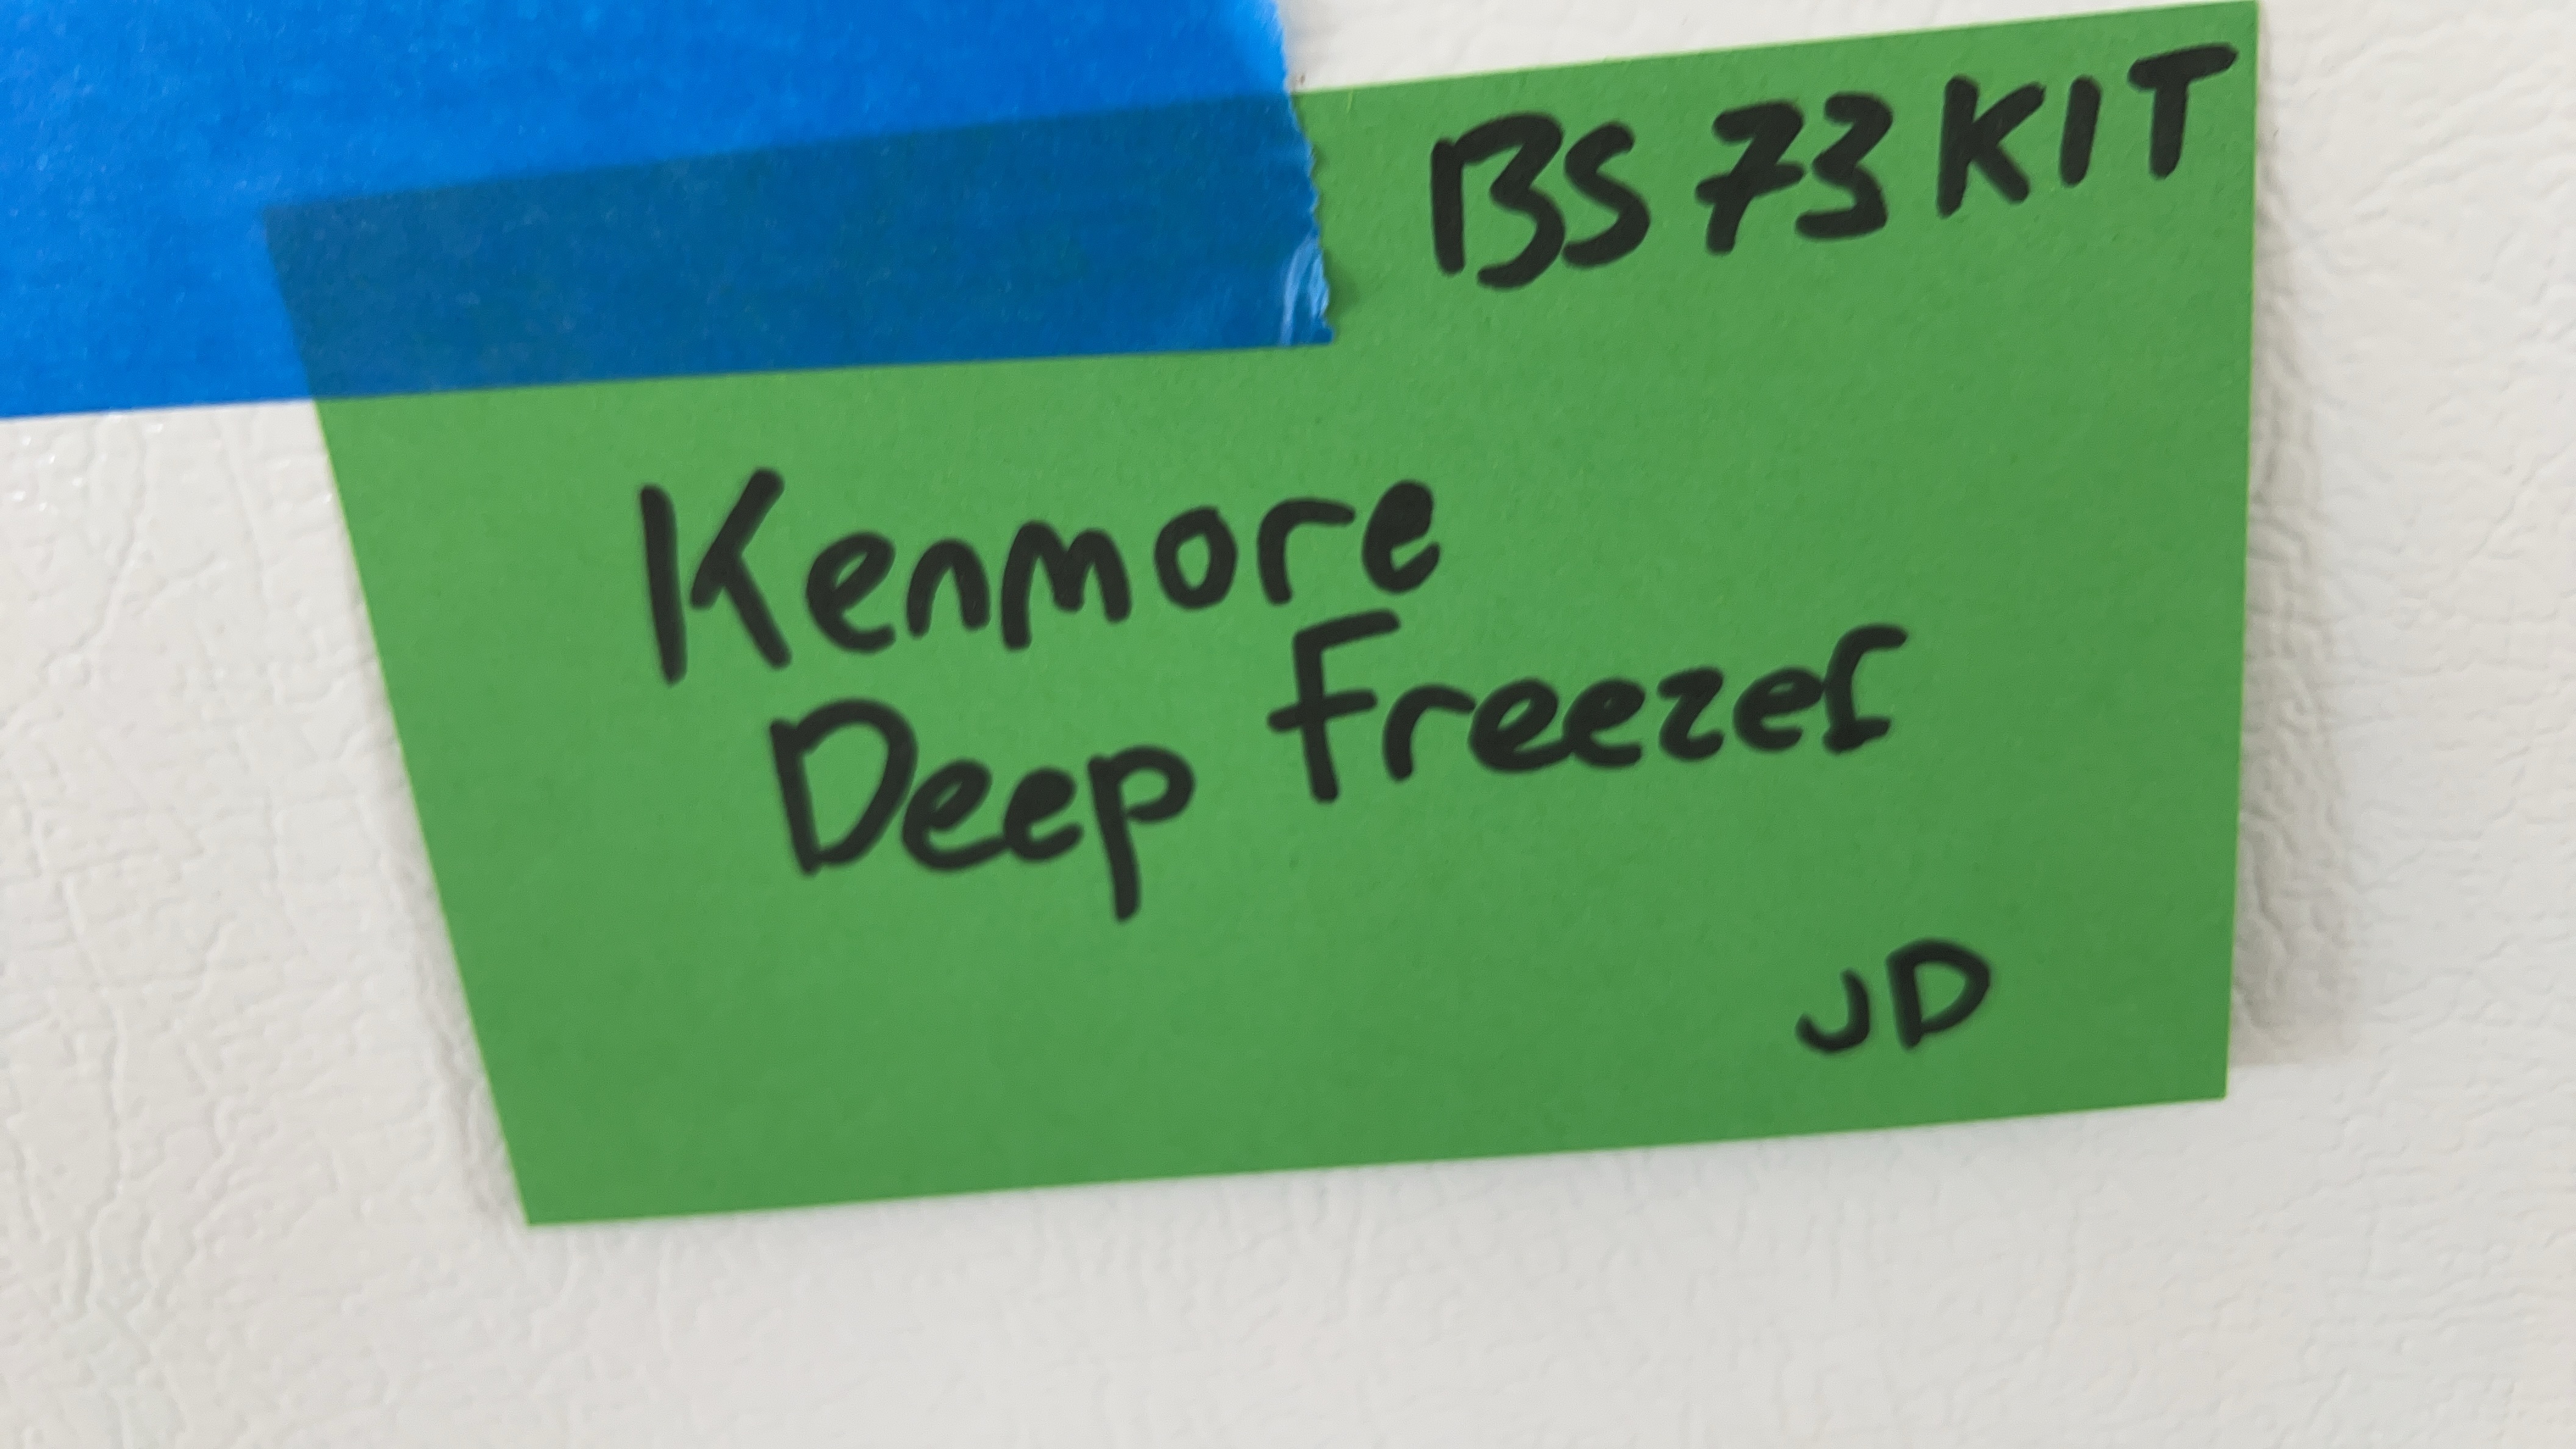 BS 73 KIT
Kenmore
Deep Freezer
JD